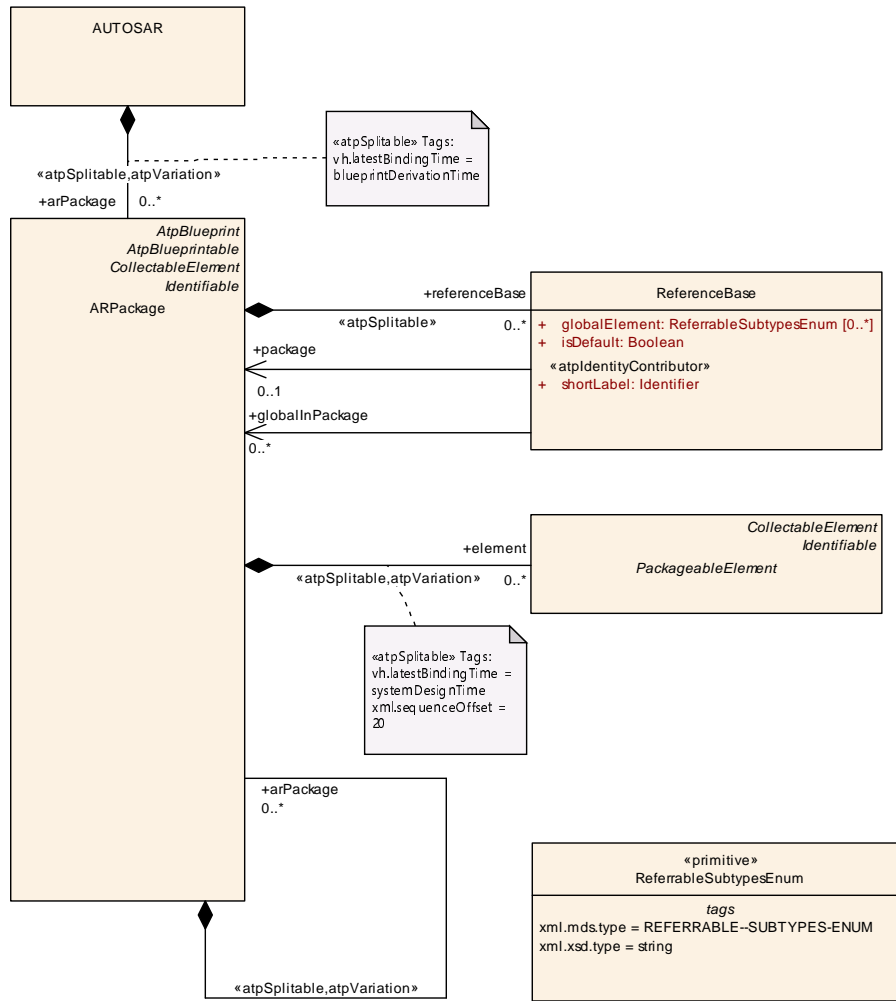 AUTOSAR
«atpSplitable» Tags:
vh.latestBindingTime =
blueprintDerivationTime
«atpSplitable,atpVariation»
+arPackage 0..*
AtpBlueprint
AtpBlueprintable
CollectableElement
Identifiable
ARPackage
+referenceBase
«atpSplitable» 0..*
ReferenceBase
+ globalElement: ReferrableSubtypesEnum [0..*]
+ isDefault: Boolean
«atpIdentityContributor»
+ shortLabel: Identifier
+package
0..1
+globalInPackage
0..*
+element
«atpSplitable,atpVariation» 0..*
CollectableElement
Identifiable
PackageableElement
«atpSplitable» Tags:
vh.latestBindingTime =
systemDesignTime
xml.sequenceOffset =
20
+arPackage
0..*
«atpSplitable,atpVariation»
«primitive»
ReferrableSubtypesEnum
tags
xml.mds.type = REFERRABLE--SUBTYPES-ENUM
xml.xsd.type = string